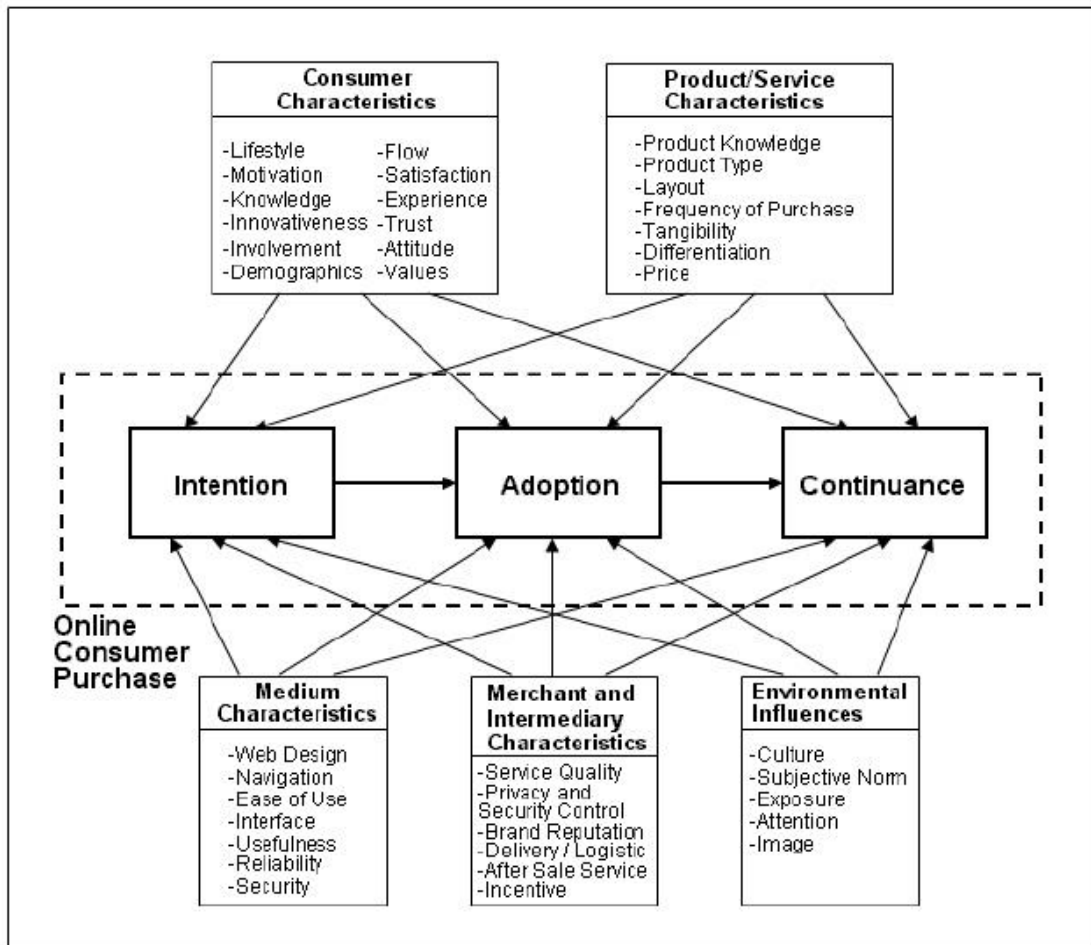 Consumer
Characteristics
-Lifestyle
-Motivation
-Knowledge
-Innovativeness
-Involvement
-Demographics
-Flow
-Satisfaction
-Experience
-Trust
-Attitude
-Values
Product/Service
Characteristics
-Product Knowledge
-Product Type
-Layout
-Frequency of Purchase
-Tangibility
-Differentiation
-Price
Intention
Adoption
Continuance
Online
Consumer
Purchase
Medium
Characteristics
-Web Design
-Navigation
-Ease of Use
-Interface
-Usefulness
-Reliability
-Security
Merchant and
Intermediary
Characteristics
-Service Quality
-Privacy and
Security Control
-Brand Reputation
-Delivery / Logistic
-After Sale Service
-Incentive
Environmental
Influences
-Culture
-Subjective Norm
-Exposure
-Attention
-Image